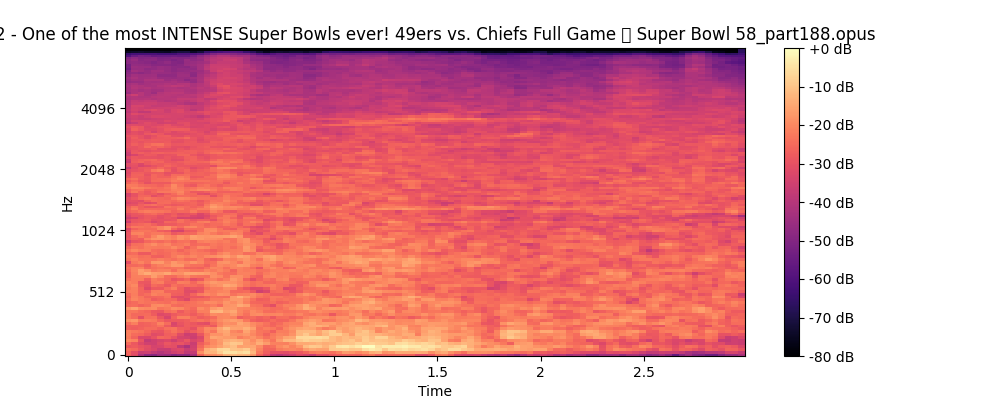 2 - One of the most INTENSE Super Bowls ever! 49ers vs. Chiefs Full Game Super Bowl 58_part188.opus
+0 dB
4096
-10 dB
-20 dB
2048
-30 dB
Hz
-40 dB
1024
-50 dB
512
-60 dB
-70 dB
0
-80 dB
0 0.5 1 1.5 2 2.5
Time